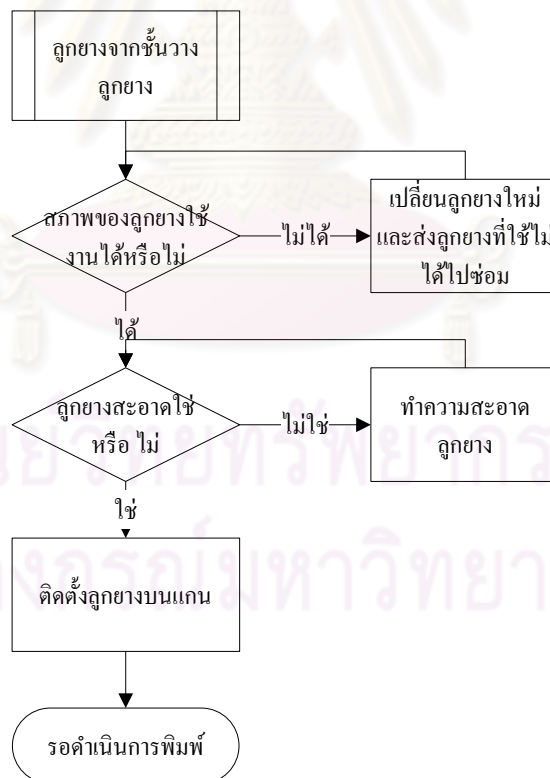 ลูกยางจากชั้นวาง
ลูกยาง
สภาพของลูกยางใช้
งานได้หรือไม่
ไม่ได้
เปลี่ยนลูกยางใหม่
และส่งลูกยางที่ใช้ไม่
ได้ไปซ่อม
ได้
ลูกยางสะอาดใช่
หรือ ไม่
ไม่ใช่
ทำความสะอาด
ลูกยาง
ใช่
ติดตั้งลูกยางบนแกน
รอดำเนินการพิมพ์